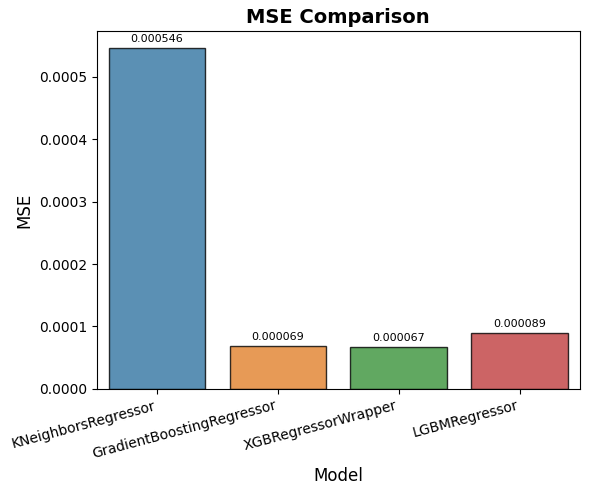 MSE Comparison
0.000546
0.000069
0.000067
0.000089
0.0005
0.0004
0.0003
0.0002
0.0001
0.0000
MSE
KNeighborsRegressor
GradientBoostingRegressor
XGBRegressorWrapper
LGBMRegressor
Model